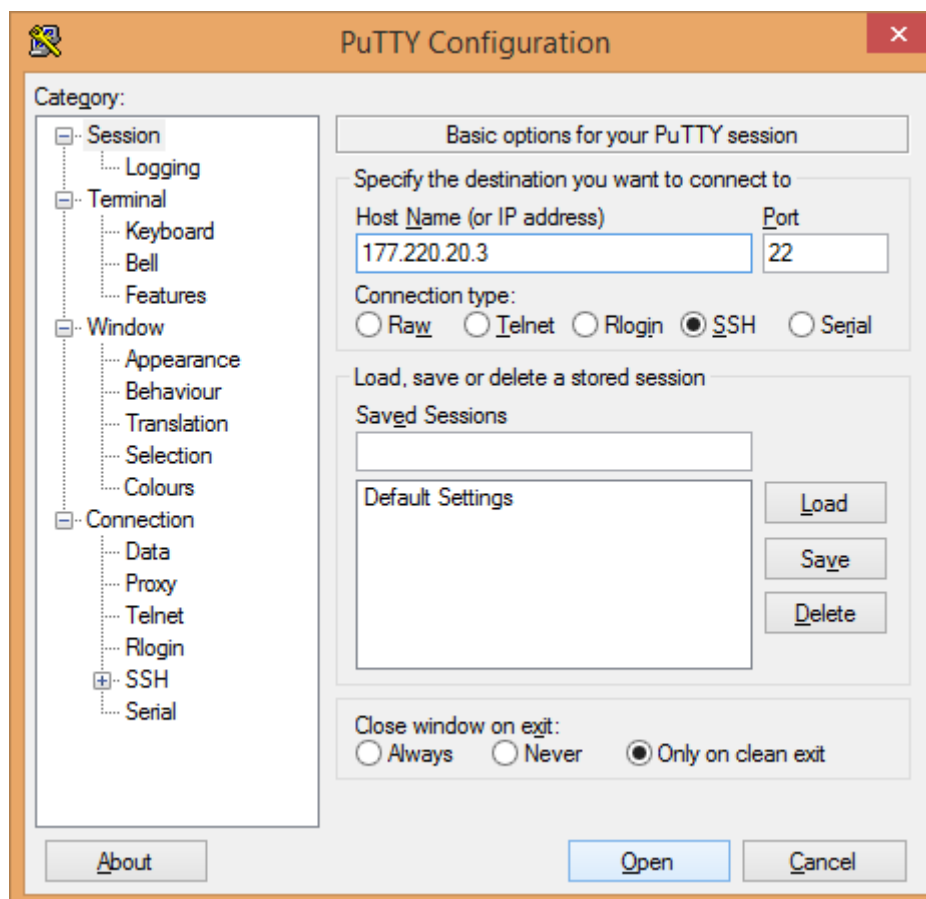 PuTTY Configuration
Category:
Session
Logging
Terminal
Keyboard
Bell
Features
Window
Appearance
Behaviour
Translation
Selection
Colours
Connection
Data
Proxy
Telnet
Rlogin
SSH
Serial
Basic options for your PuTTY session
Specify the destination you want to connect to
Host Name (or IP address) Port
177.220.20.3 22
Connection type:
Raw Telnet Rlogin SSH Serial
Load, save or delete a stored session
Saved Sessions
Default Settings
Load
Save
Delete
Close window on exit:
Always Never Only on clean exit
About Open Cancel